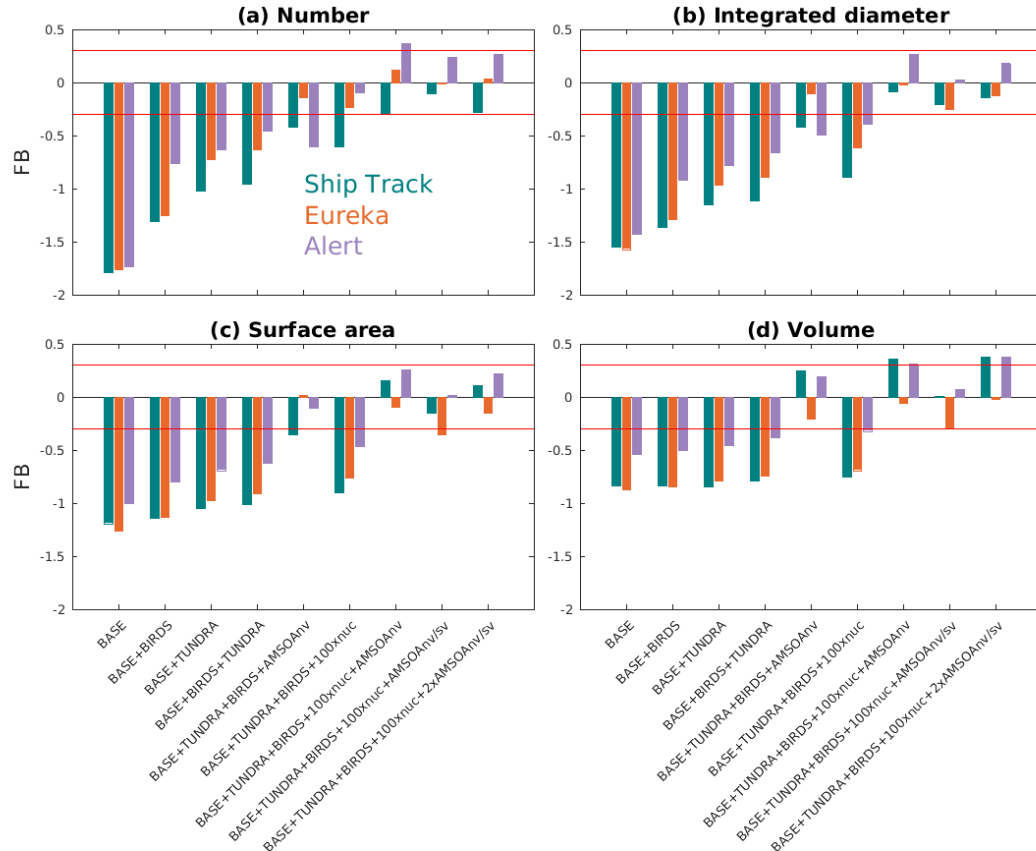 (a) Number
(b) Integrated diameter
0.5
0
-0.5
-1
-1.5
-2
FB
Ship Track
Eureka
Alert
0.5
0
-0.5
-1
-1.5
-2
(c) Surface area
(d) Volume
0.5
0
-0.5
-1
-1.5
-2
FB
0.5
0
-0.5
-1
-1.5
-2
BASE
BASE+BIRDS
BASE+TUNDRA
BASE+BIRDS+TUNDRA
BASE+TUNDRA+BIRDS+AMSOAnv
BASE+TUNDRA+BIRDS+100xnuc
BASE+TUNDRA+BIRDS+100xnuc+AMSOAnv
BASE+TUNDRA+BIRDS+100xnuc+AMSOAnv/sv
BASE+TUNDRA+BIRDS+100xnuc+2xAMSOAnv/sv
BASE
BASE+BIRDS
BASE+TUNDRA
BASE+BIRDS+TUNDRA
BASE+TUNDRA+BIRDS+AMSOAnv
BASE+TUNDRA+BIRDS+100xnuc
BASE+TUNDRA+BIRDS+100xnuc+AMSOAnv
BASE+TUNDRA+BIRDS+100xnuc+AMSOAnv/sv
BASE+TUNDRA+BIRDS+100xnuc+2xAMSOAnv/sv